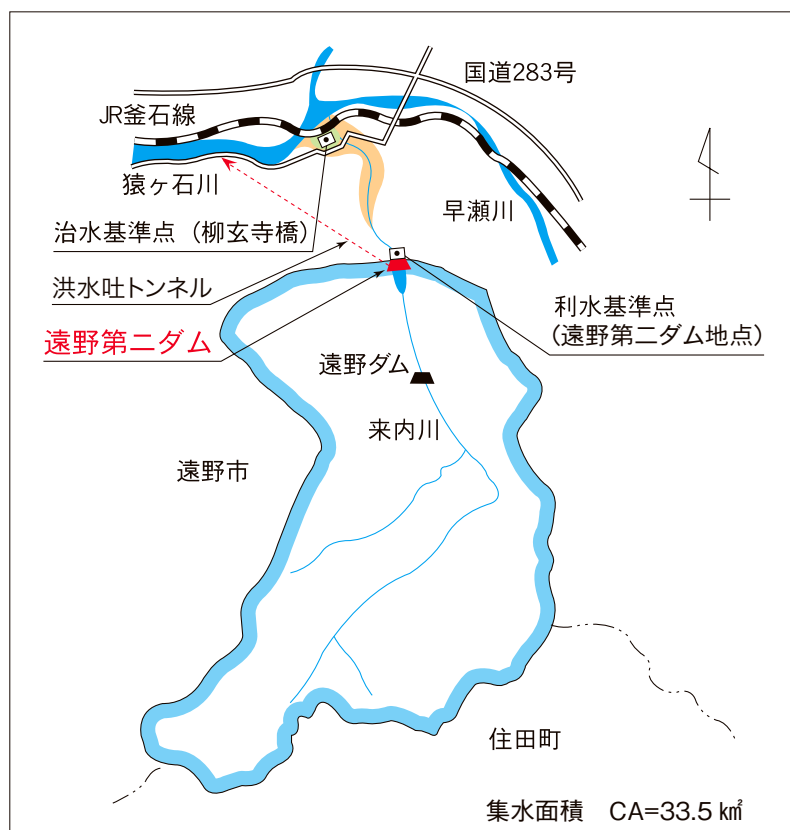 国道283号
JR釜石線
猿ヶ石川
早瀬川
治水基準点(柳玄寺橋)
洪水吐トンネル
遠野第二ダム
利水基準点
(遠野第二ダム地点)
遠野ダム
来内川
遠野市
住田町
集水面積 CA=33.5㎢